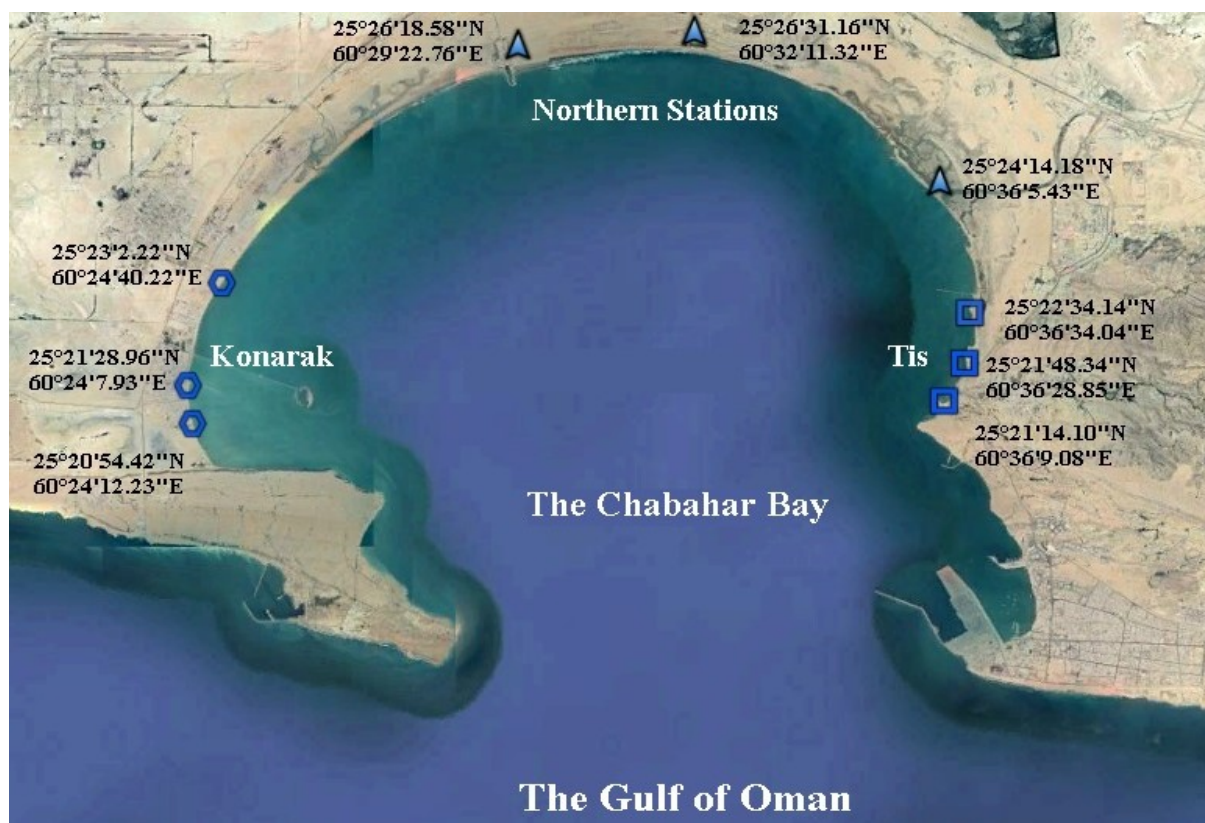 25°26'18.58"N
60°29'22.76"E
25°26'31.16"N
60°32'11.32"E
Northern Stations
25°24'14.18"N
60°36'5.43"E
25°23'2.22"N
60°24'40.22"E
25°22'34.14"N
60°36'34.04"E
Konarak
Tis
25°21'28.96"N
60°24'7.93"E
25°21'48.34"N
60°36'28.85"E
25°21'14.10"N
60°36'9.08"E
25°20'54.42"N
60°24'12.23"E
The Chabahar Bay
The Gulf of Oman